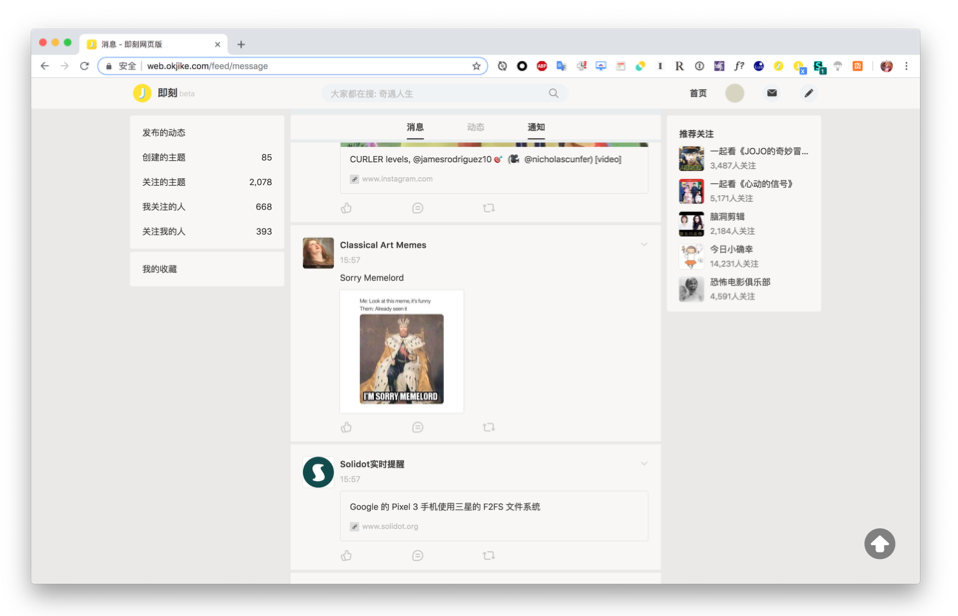 消息 - 即刻网页版
安全 | web.okjike.com/feed/message
即刻 beta
大家都在搜: 奇遇人生
首页
发布的动态
创建的主题 85
关注的主题 2,078
我关注的人 668
关注我的人 393
我的收藏
消息 动态 通知
CURLER levels, @jamesrodriguez10 🎯 (🎥 @nicholascunfer) [video]
www.instagram.com
Classical Art Memes
15:57
Sorry Memelord
Me: Look at this meme, it's funny
Them: Already seen it
I'M SORRY MEMELORD
Solidot实时提醒
15:57
Google 的 Pixel 3 手机使用三星的 F2FS 文件系统
www.solidot.org
推荐关注
一起看《JOJO的奇妙冒...
3,487人关注
一起看《心动的信号》
5,171人关注
脑洞剪辑
2,184人关注
今日小确幸
14,231人关注
恐怖电影俱乐部
4,591人关注